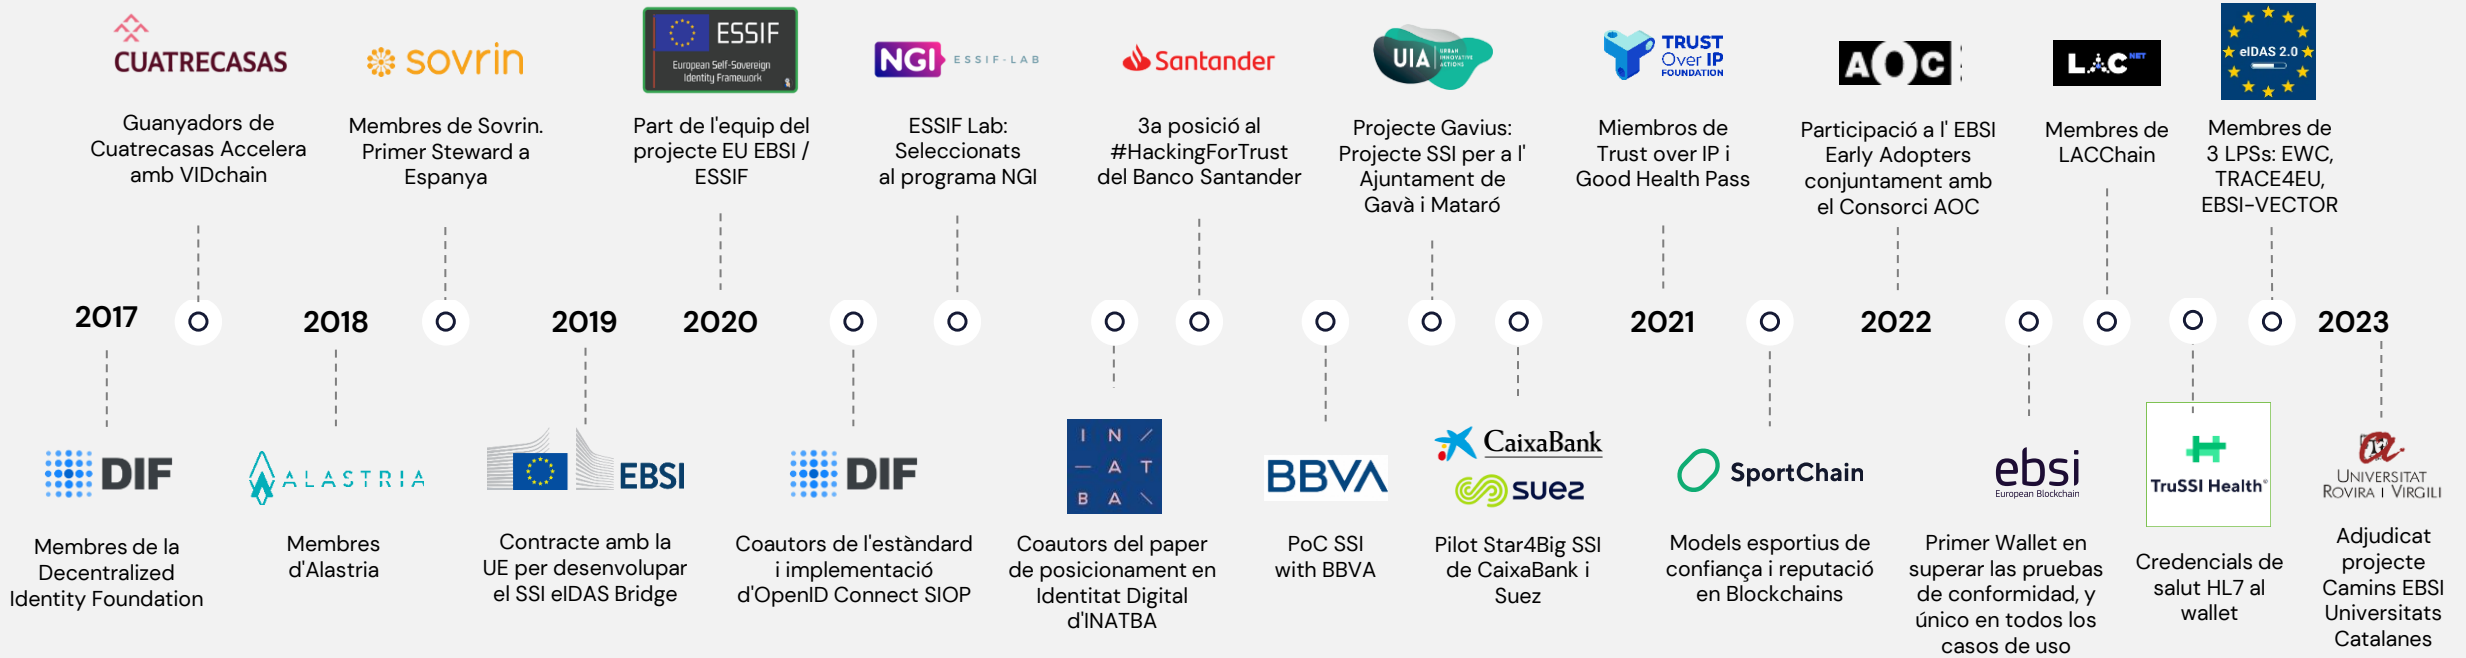 CUATRECASAS
Guanyadors de
Cuatrecasas Accelera
amb VIDchain
sovrin
Membres de Sovrin.
Primer Steward a
Espanya
ESSIF
European Self-Sovereign
Identity Framework
Part de l'equip del
projecte EU EBSI /
ESSIF
NGI ESSIF-LAB
ESSIF Lab:
Seleccionats
al programa NGI
Santander
3a posició al
#HackingForTrust
del Banco Santander
UIA URBAN
INNOVATIVE
ACTIONS
Projecte Gavius:
Projecte SSI per a l'
Ajuntament de
Gavà i Mataró
TRUST
Over IP
FOUNDATION
Miembros de
Trust over IP i
Good Health Pass
AOC
Participació a l' EBSI
Early Adopters
conjuntament amb
el Consorci AOC
LAC NET
Membres de
LACChain
eIDAS 2.0
Membres de
3 LPSs: EWC,
TRACE4EU,
EBSI-VECTOR
2017 2018 2019 2020 2021 2022 2023
DIF
Membres de la
Decentralized
Identity Foundation
ALASTRIA
Membres
d'Alastria
EBSI
Contracte amb la
UE per desenvolupar
el SSI eIDAS Bridge
DIF
Coautors de l'estàndard
i implementació
d'OpenID Connect SIOP
I N /
— A T
B A \
Coautors del paper
de posicionament en
Identitat Digital
d'INATBA
BBVA
PoC SSI
with BBVA
CaixaBank
suez
Pilot Star4Big SSI
de CaixaBank i
Suez
SportChain
Models esportius de
confiança i reputació
en Blockchains
ebsi
European Blockchain
Primer Wallet en
superar las pruebas
de conformidad, y
único en todos los
casos de uso
TruSSI Health
Credencials de
salut HL7 al
wallet
UNIVERSITAT
ROVIRA I VIRGILI
Adjudicat
projecte
Camins EBSI
Universitats
Catalanes